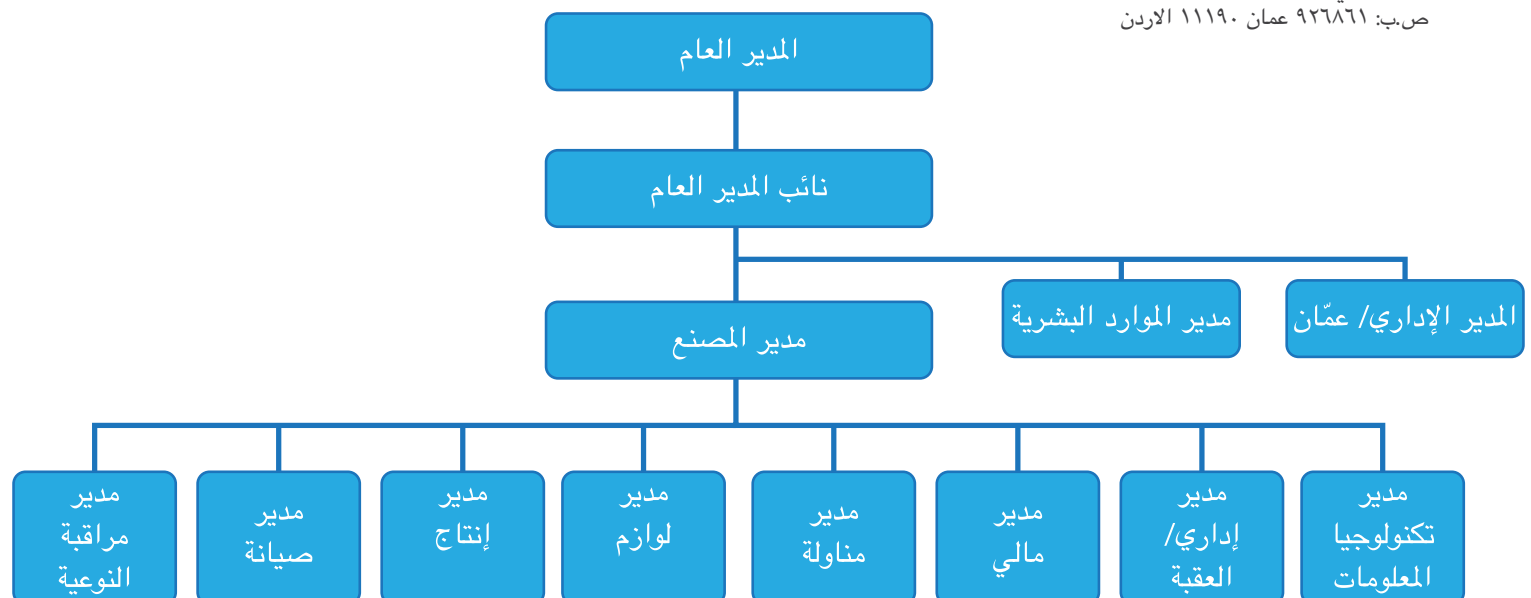 ص.ب: ٩٢٦٨٦١ عمان ١١١٩٠ الاردن
المدير العام
نائب المدير العام
المدير الإداري/ عمّان
مدير الموارد البشرية
مدير المصنع
مدير
تكنولوجيا
المعلومات
مدير
إداري/
العقبة
مدير
مالي
مدير
مناولة
مدير
لوازم
مدير
إنتاج
مدير
صيانة
مدير
مراقبة
النوعية